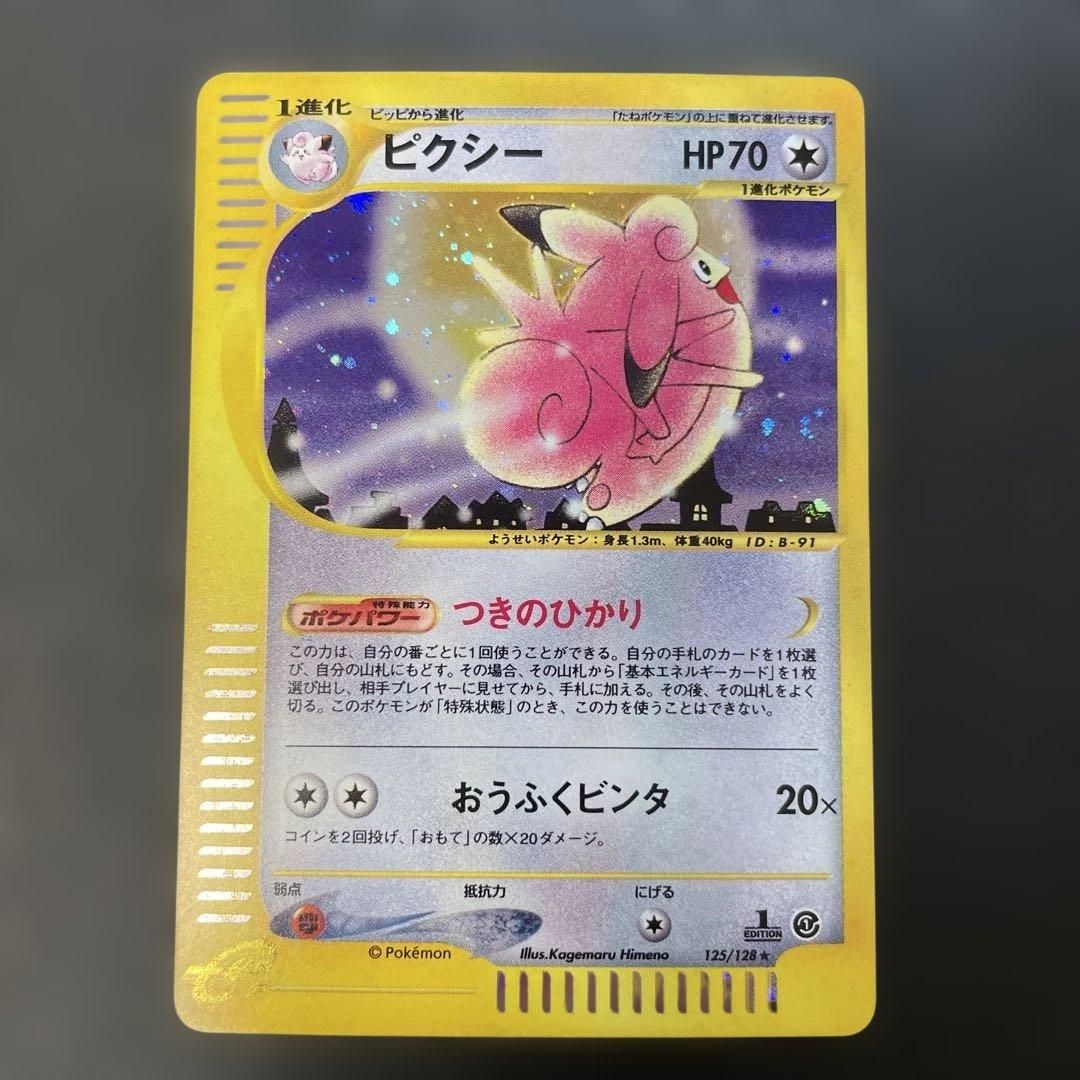 1進化
ピッピから進化
「たねポケモン」の上に重ねて進化させます。
ピクシー
HP70
1進化ポケモン
ようせいポケモン：身長1.3m、体重40kg
ID:B-91
特殊能力
ポケパワー
つきのひかり
この力は、自分の番ごとに1回使うことができる。自分の手札のカードを1枚選
び、自分の山札にもどす。その場合、その山札から「基本エネルギーカード」を1枚
選び出し、相手プレイヤーに見せてから、手札に加える。その後、その山札をよく
切る。このポケモンが「特殊状態」のとき、この力を使うことはできない。
おうふくビンタ
20×
コインを2回投げ、「おもて」の数×20ダメージ。
弱点
抵抗力
にげる
1
EDITION
1
© Pokémon
Illus.Kagemaru Himeno
125/128★